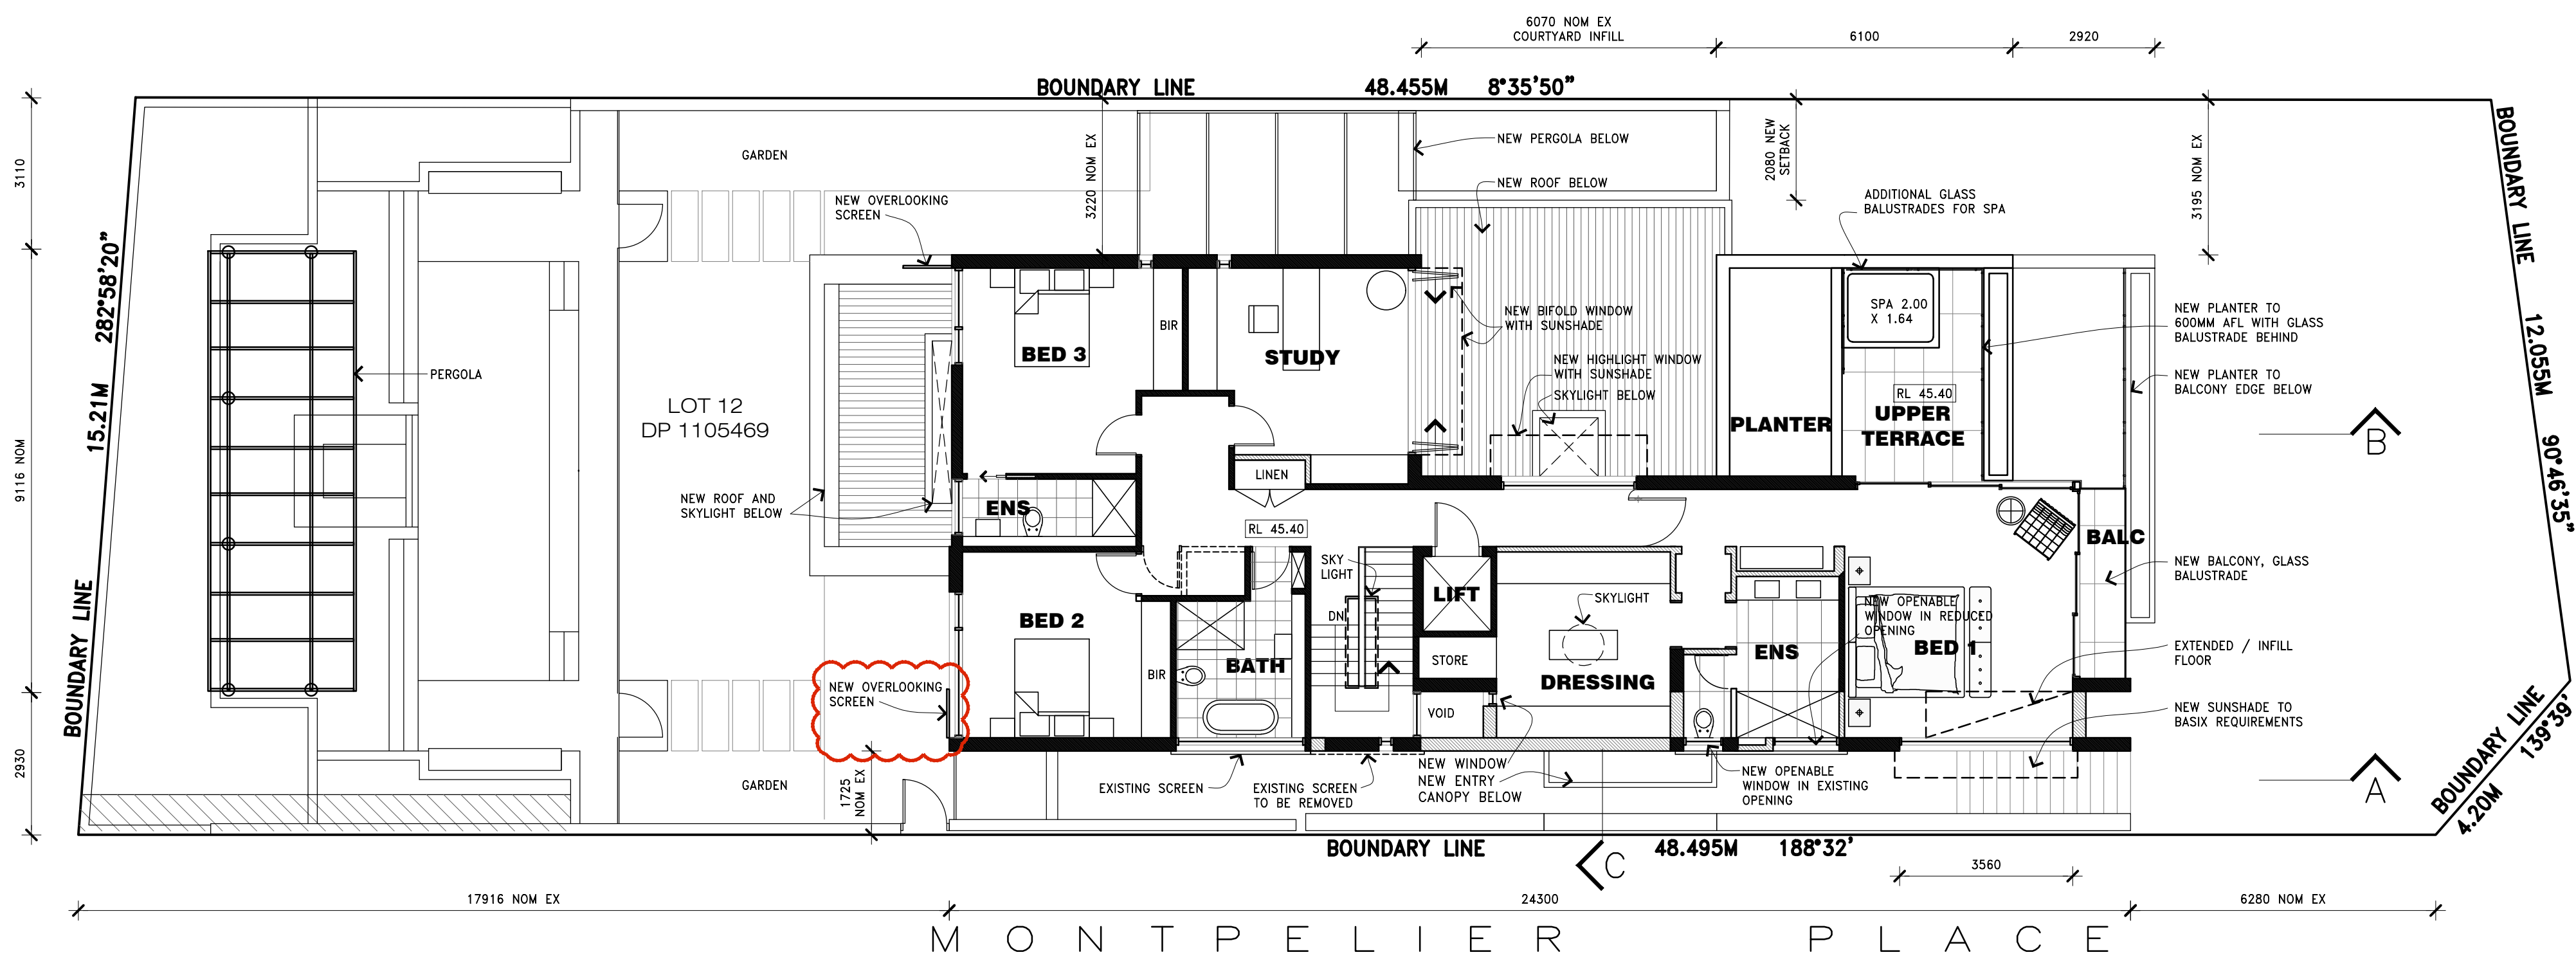 6070 NOM EX
COURTYARD INFILL
6100
2920
BOUNDARY LINE 48.455M 8°35'50"
3110
9116 NOM
2930
BOUNDARY LINE 15.21M 282°58'20"
GARDEN
3220 NOM EX
NEW PERGOLA BELOW
NEW ROOF BELOW
2080 NEW
SETBACK
3195 NOM EX
BOUNDARY LINE 12.055M 90°46'35"
NEW OVERLOOKING
SCREEN
ADDITIONAL GLASS
BALUSTRADES FOR SPA
SPA 2.00
X 1.64
NEW BIFOLD WINDOW
WITH SUNSHADE
NEW PLANTER TO
600MM AFL WITH GLASS
BALUSTRADE BEHIND
BIR
BED 3
STUDY
NEW HIGHLIGHT WINDOW
WITH SUNSHADE
SKYLIGHT BELOW
PERGOLA
NEW PLANTER TO
BALCONY EDGE BELOW
RL 45.40
LOT 12
DP 1105469
PLANTER
UPPER
TERRACE
B
LINEN
NEW ROOF AND
SKYLIGHT BELOW
ENS
RL 45.40
BALC
SKY
LIGHT
NEW BALCONY, GLASS
BALUSTRADE
LIFT
SKYLIGHT
NEW OPENABLE
WINDOW IN REDUCED
OPENING
DN
BED 2
BED 1
BATH
STORE
ENS
EXTENDED / INFILL
FLOOR
BIR
DRESSING
NEW OVERLOOKING
SCREEN
VOID
NEW SUNSHADE TO
BASIX REQUIREMENTS
BOUNDARY LINE
4.20M
139°39'
BOUNDARY LINE
GARDEN
1725
NOM EX
EXISTING SCREEN
EXISTING SCREEN
TO BE REMOVED
NEW WINDOW
NEW ENTRY
CANOPY BELOW
NEW OPENABLE
WINDOW IN EXISTING
OPENING
A
BOUNDARY LINE 48.495M 188°32'
C
3560
17916 NOM EX
24300
6280 NOM EX
MONTPELIER PLACE